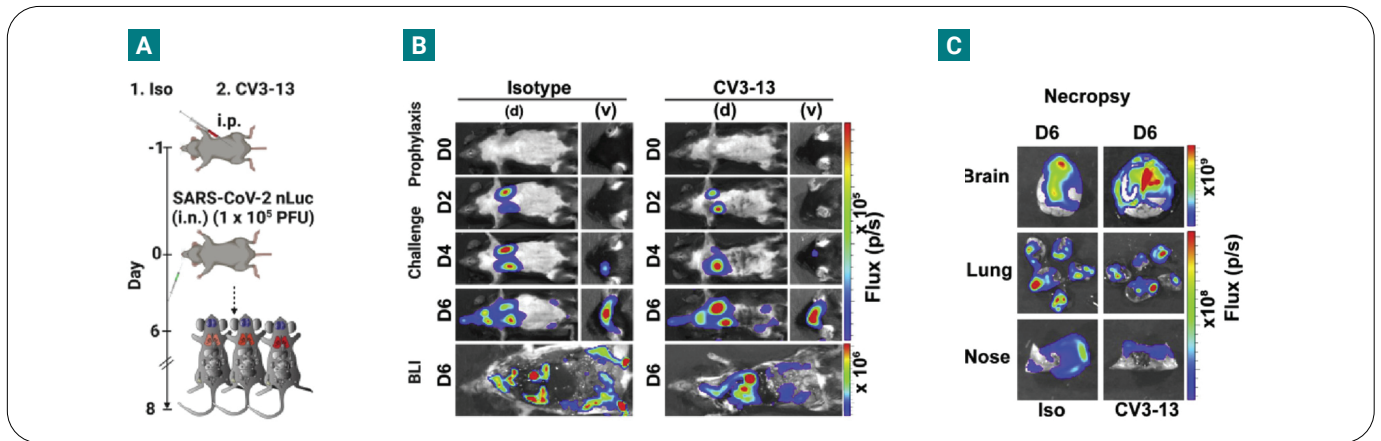 A
1. Iso 2. CV3-13
i.p.
-1
SARS-CoV-2 nLuc
(i.n.) (1 x 10⁵ PFU)
0
Day
6
8
B
Isotype CV3-13
(d) (v) (d) (v)
Prophylaxis
Challenge
BLI
D0 D0
D2 D2
D4 D4
D6 D6
D6 D6
x 10⁵
Flux (p/s)
x 10⁶
C
Necropsy
D6 D6
Brain
x10⁹
Lung
x10⁸
Flux (p/s)
Nose
Iso CV3-13